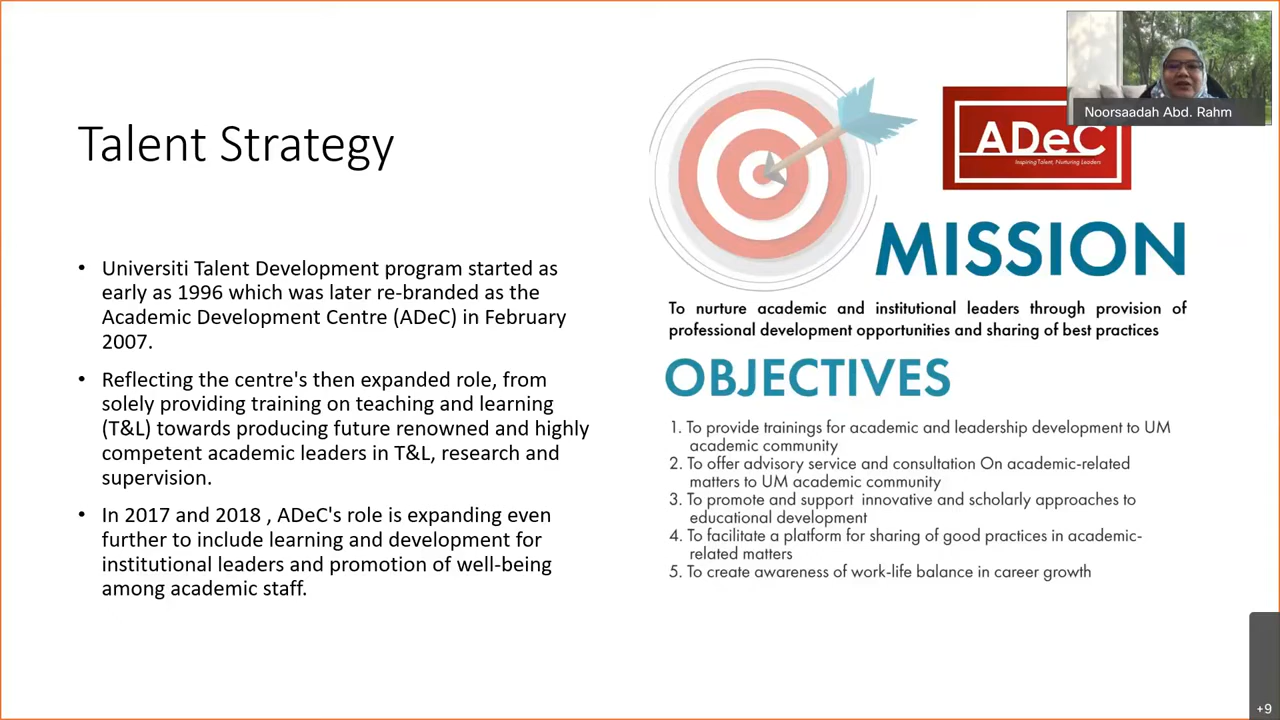 Talent Strategy
• Universiti Talent Development program started as
early as 1996 which was later re-branded as the
Academic Development Centre (ADeC) in February
2007.
• Reflecting the centre's then expanded role, from
solely providing training on teaching and learning
(T&L) towards producing future renowned and highly
competent academic leaders in T&L, research and
supervision.
• In 2017 and 2018 , ADeC's role is expanding even
further to include learning and development for
institutional leaders and promotion of well-being
among academic staff.
Noorsaadah Abd. Rahm
ADeC
Inspiring Talent, Nurturing Leaders
MISSION
To nurture academic and institutional leaders through provision of
professional development opportunities and sharing of best practices
OBJECTIVES
1. To provide trainings for academic and leadership development to UM
academic community
2. To offer advisory service and consultation On academic-related
matters to UM academic community
3. To promote and support innovative and scholarly approaches to
educational development
4. To facilitate a platform for sharing of good practices in academic-
related matters
5. To create awareness of work-life balance in career growth
+9